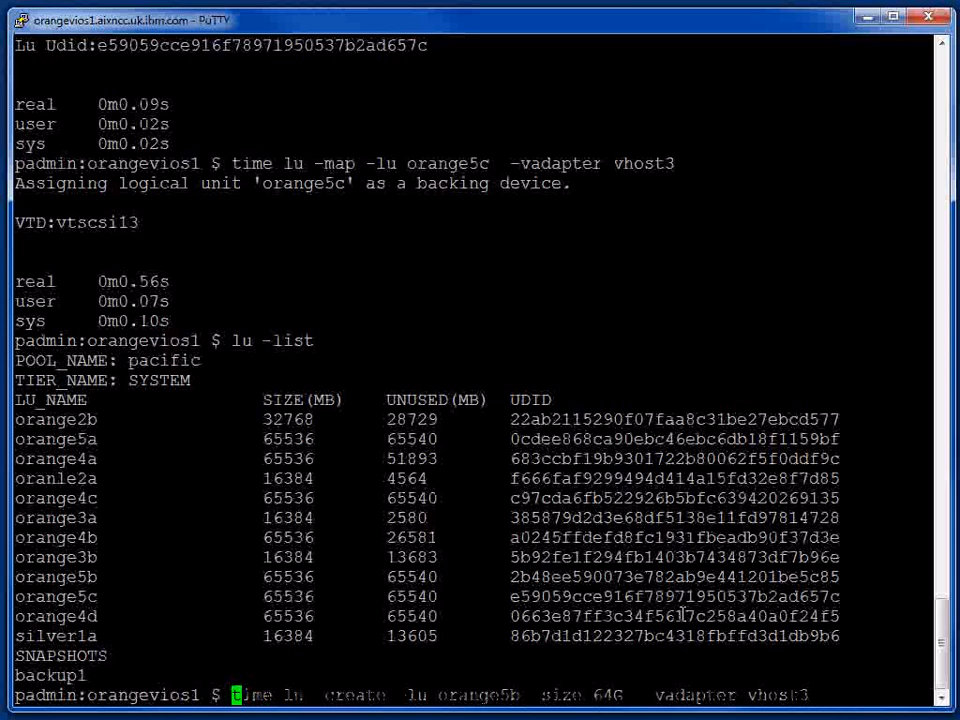 orangevios1.aixncc.uk.ibm.com - PuTTY
Lu Udid:e59059cce916f78971950537b2ad657c
real 0m0.09s
user 0m0.02s
sys 0m0.02s
padmin:orangevios1 $ time lu -map -lu orange5c -vadapter vhost3
Assigning logical unit 'orange5c' as a backing device.
VTD:vtscsi13
real 0m0.56s
user 0m0.07s
sys 0m0.10s
padmin:orangevios1 $ lu -list
POOL_NAME: pacific
TIER_NAME: SYSTEM
LU_NAME SIZE(MB) UNUSED(MB) UDID
orange2b 32768 28729 22ab2115290f07faa8c31be27ebcd577
orange5a 65536 65540 0cdee868ca90ebc46ebc6db18f1159bf
orange4a 65536 51893 683ccbf19b9301722b80062f5f0ddf9c
oranle2a 16384 4564 f666faf9299494d414a15fd32e8f7d85
orange4c 65536 65540 c97cda6fb522926b5bfc639420269135
orange3a 16384 2580 385879d2d3e68df5138e11fd97814728
orange4b 65536 26581 a0245ffdefd8fc1931fbeadb90f37d3e
orange3b 16384 13683 5b92fe1f294fb1403b7434873df7b96e
orange5b 65536 65540 2b48ee590073e782ab9e441201be5c85
orange5c 65536 65540 e59059cce916f78971950537b2ad657c
orange4d 65536 65540 0663e87ff3c34f5617c258a40a0f24f5
silver1a 16384 13605 86b7d1d122327bc4318fbffd3d1db9b6
SNAPSHOTS
backup1
padmin:orangevios1 $ time lu create lu orange5b size 64G vadapter vhost3